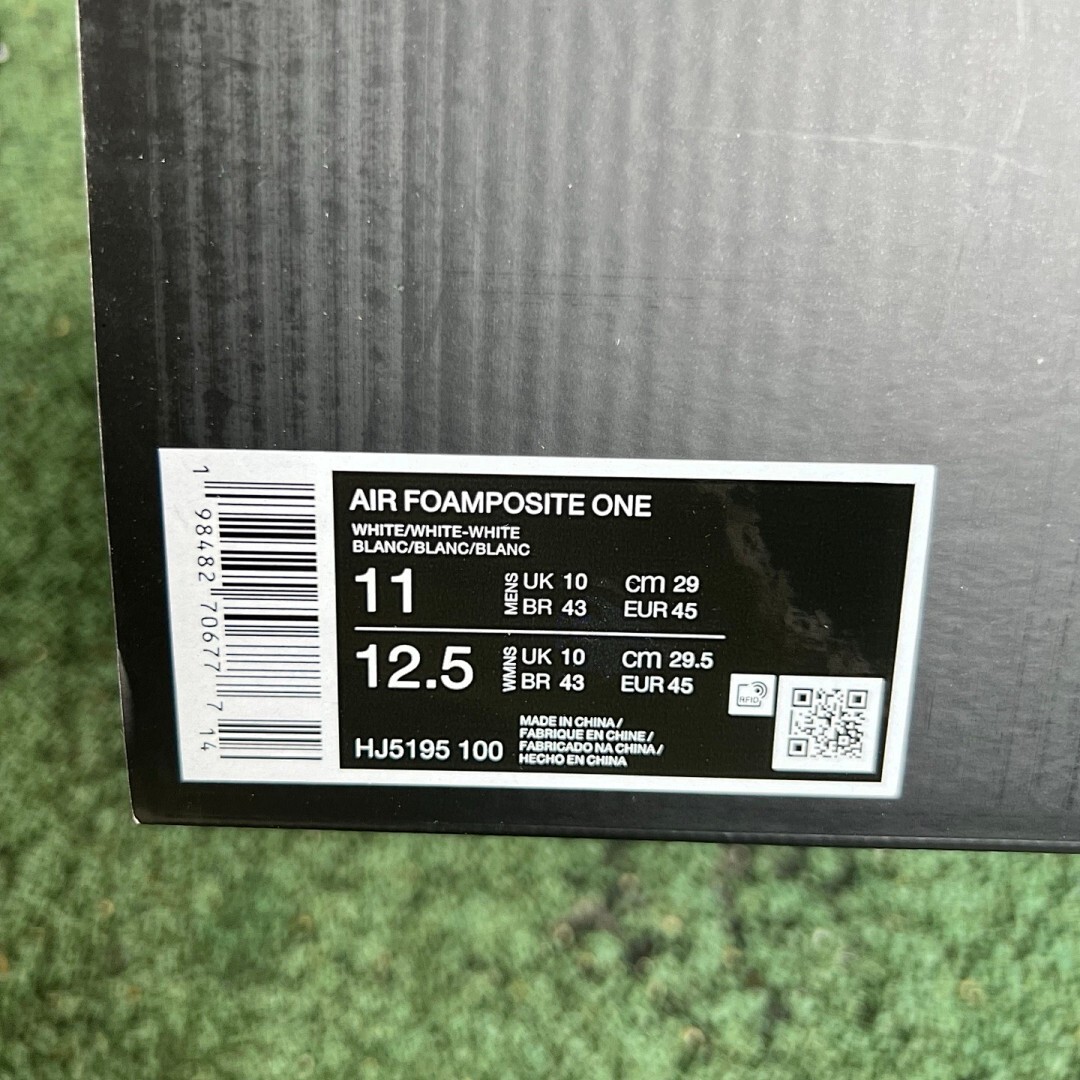 1 98482 70677 7 14
AIR FOAMPOSITE ONE
WHITE/WHITE-WHITE
BLANC/BLANC/BLANC
11 MENS UK 10 cm 29
BR 43 EUR 45
12.5 WMNS UK 10 cm 29.5
BR 43 EUR 45
RFID
HJ5195 100
MADE IN CHINA /
FABRIQUE EN CHINE /
FABRICADO NA CHINA /
HECHO EN CHINA